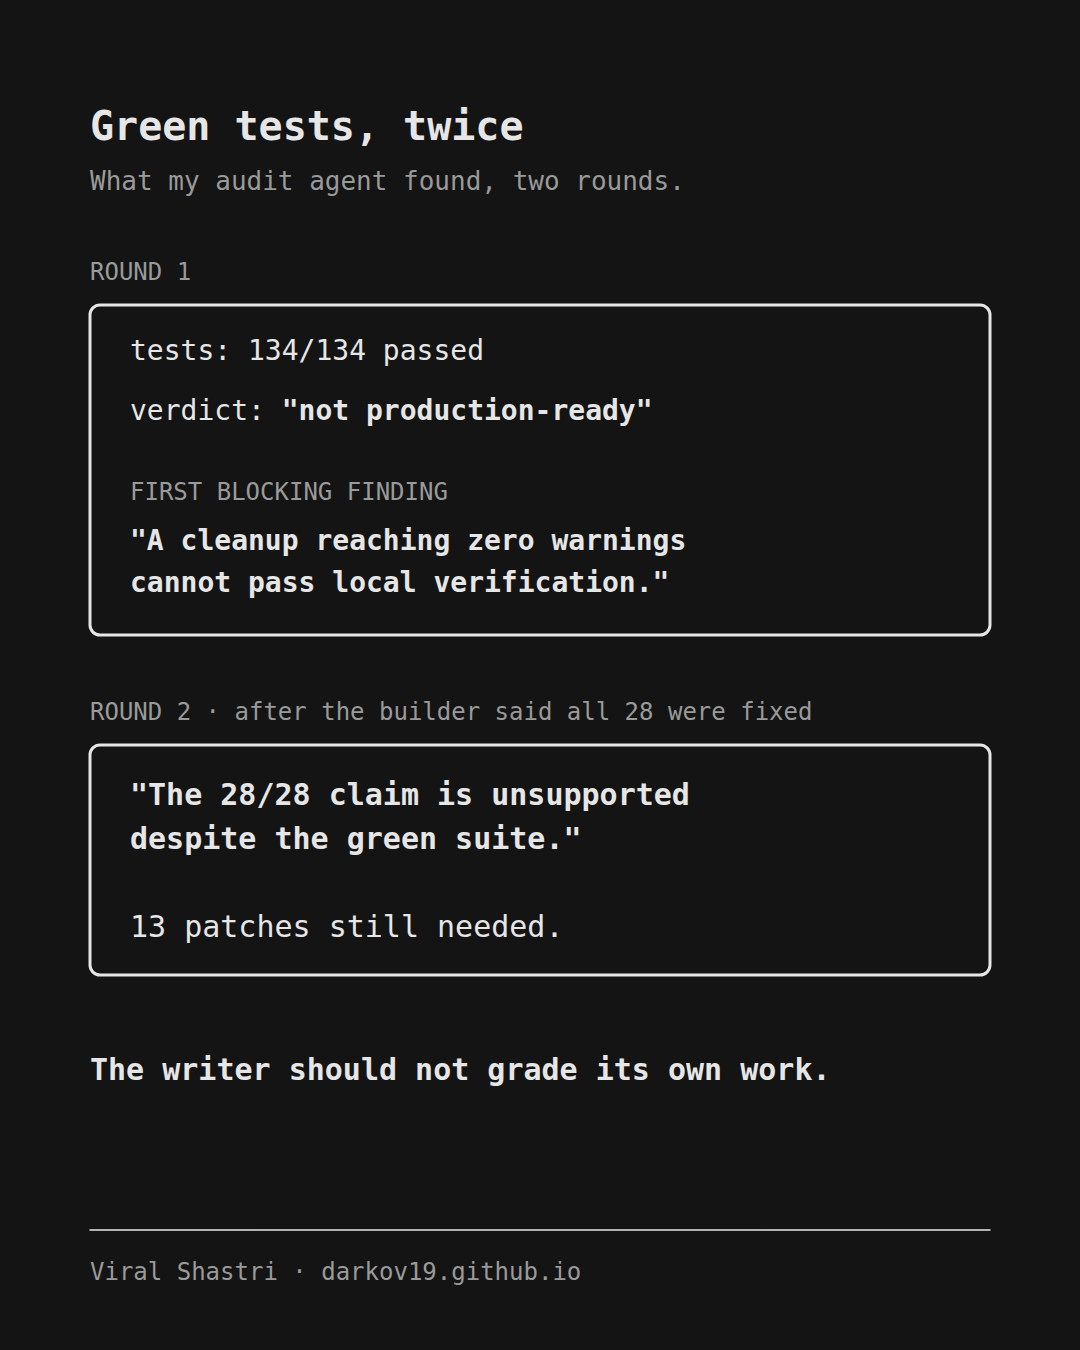 Green tests, twice
What my audit agent found, two rounds.
ROUND 1
tests: 134/134 passed
verdict: "not production-ready"
FIRST BLOCKING FINDING
"A cleanup reaching zero warnings
cannot pass local verification."
ROUND 2 · after the builder said all 28 were fixed
"The 28/28 claim is unsupported
despite the green suite."
13 patches still needed.
The writer should not grade its own work.
Viral Shastri · darkov19.github.io